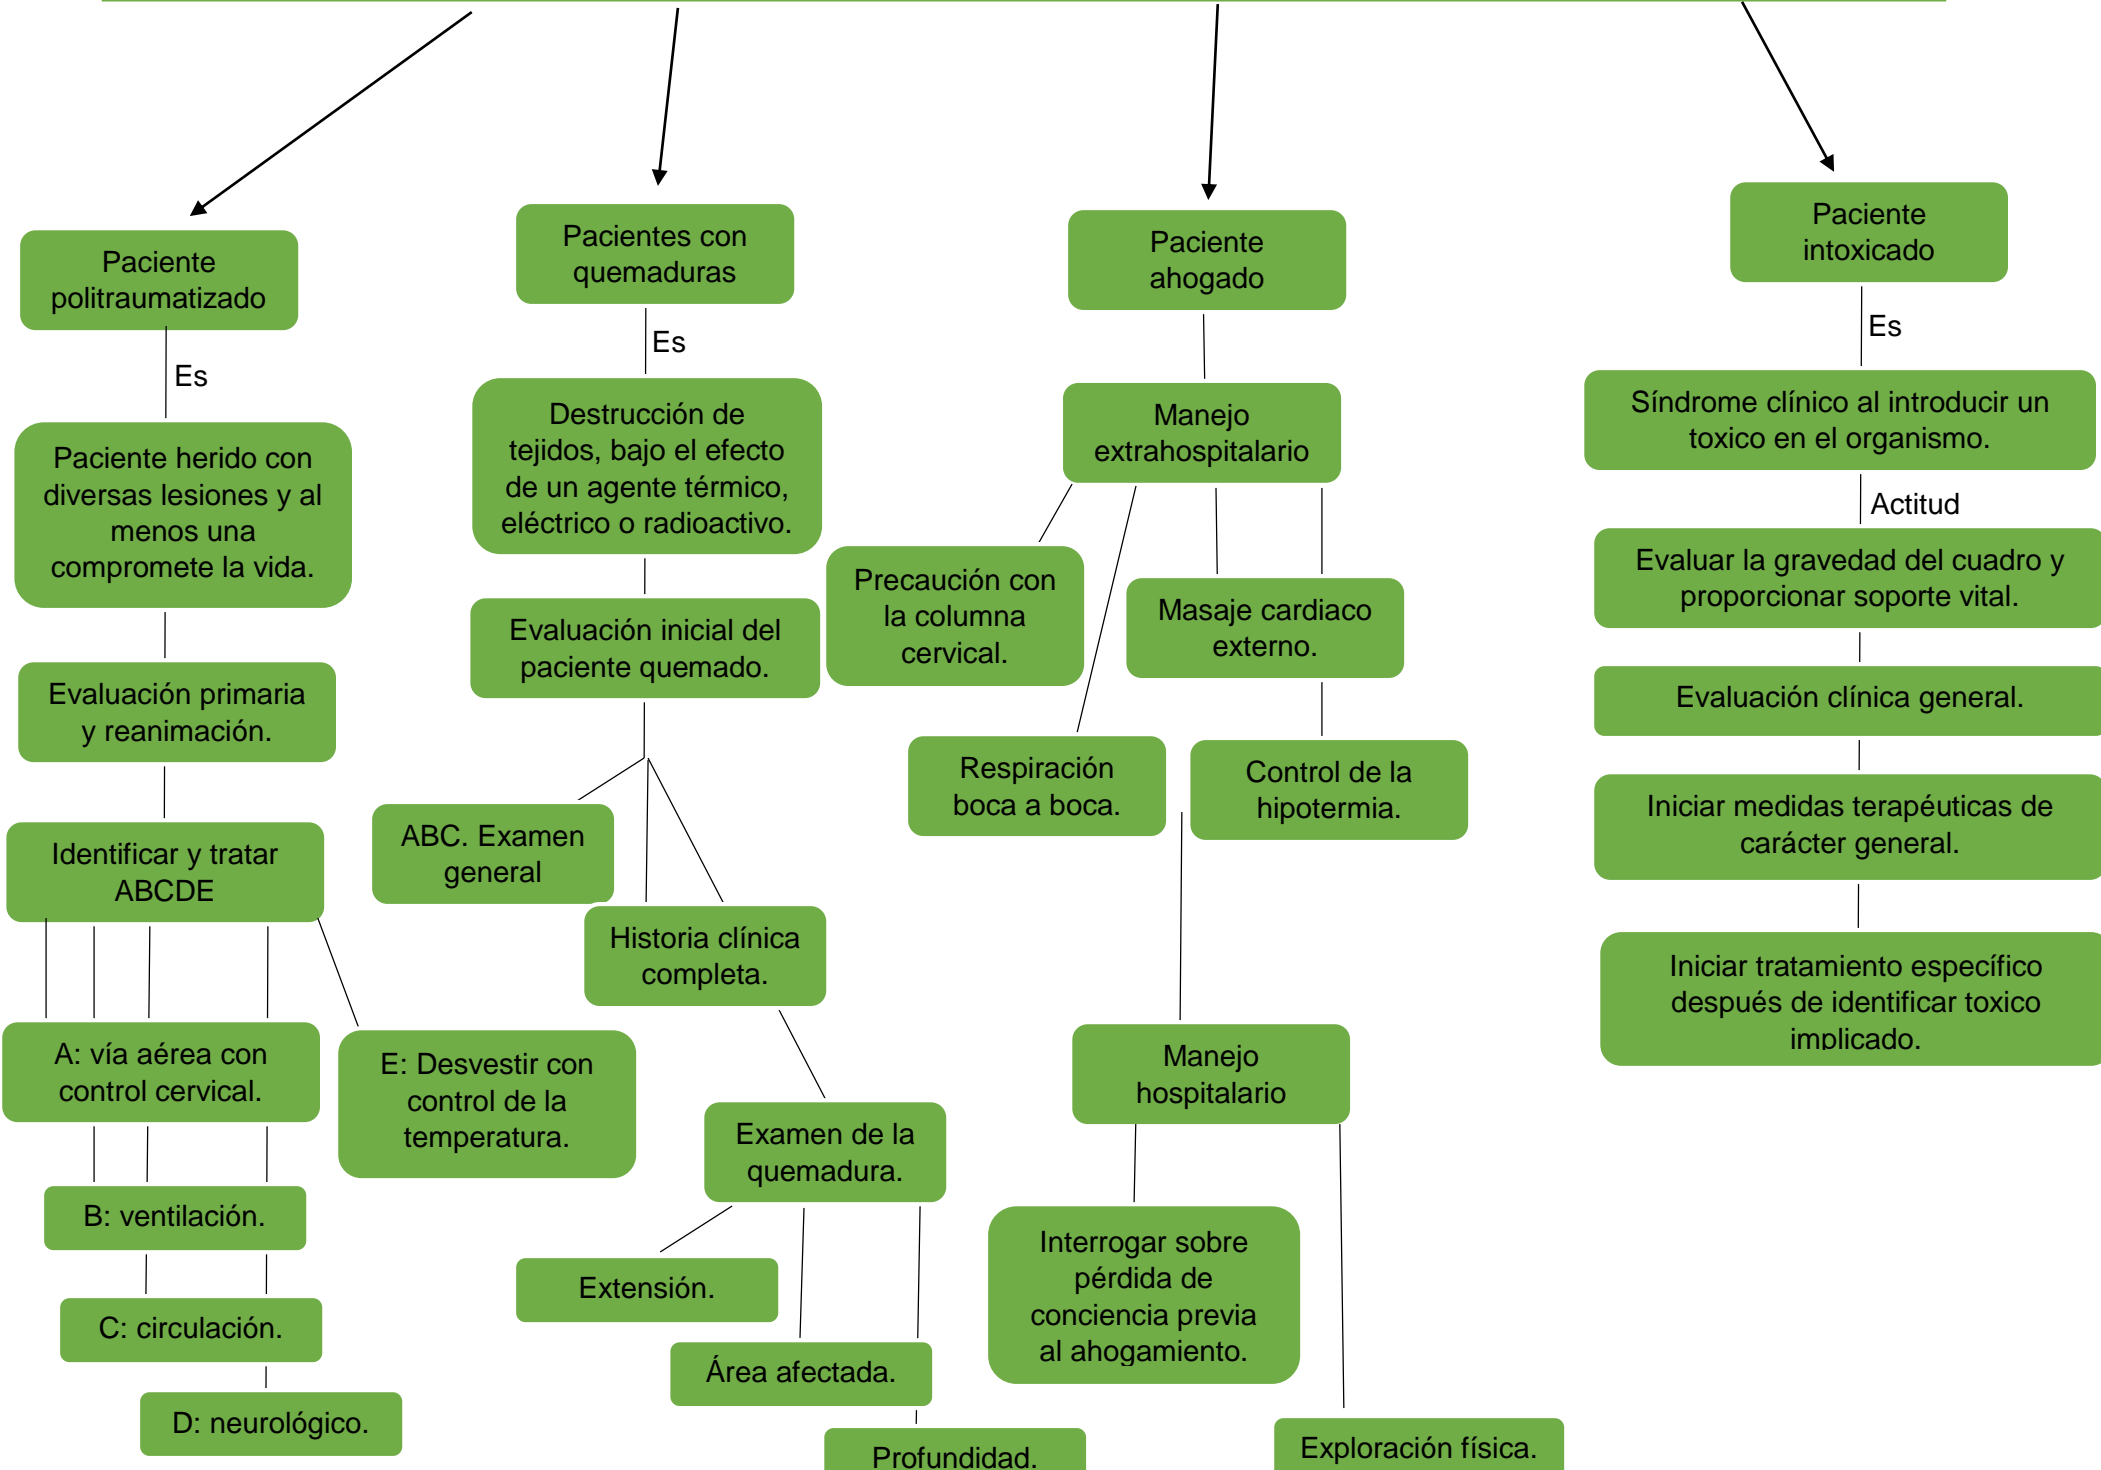 Paciente
politraumatizado
Es
Paciente herido con
diversas lesiones y al
menos una
compromete la vida.
Evaluación primaria
y reanimación.
Identificar y tratar
ABCDE
A: vía aérea con
control cervical.
E: Desvestir con
control de la
temperatura.
B: ventilación.
C: circulación.
D: neurológico.
Pacientes con
quemaduras
Es
Destrucción de
tejidos, bajo el efecto
de un agente térmico,
eléctrico o radioactivo.
Evaluación inicial del
paciente quemado.
ABC. Examen
general
Historia clínica
completa.
Examen de la
quemadura.
Extensión.
Área afectada.
Profundidad.
Paciente
ahogado
Manejo
extrahospitalario
Precaución con
la columna
cervical.
Masaje cardiaco
externo.
Respiración
boca a boca.
Control de la
hipotermia.
Manejo
hospitalario
Interrogar sobre
pérdida de
conciencia previa
al ahogamiento.
Exploración física.
Paciente
intoxicado
Es
Síndrome clínico al introducir un
toxico en el organismo.
Actitud
Evaluar la gravedad del cuadro y
proporcionar soporte vital.
Evaluación clínica general.
Iniciar medidas terapéuticas de
carácter general.
Iniciar tratamiento específico
después de identificar toxico
implicado.